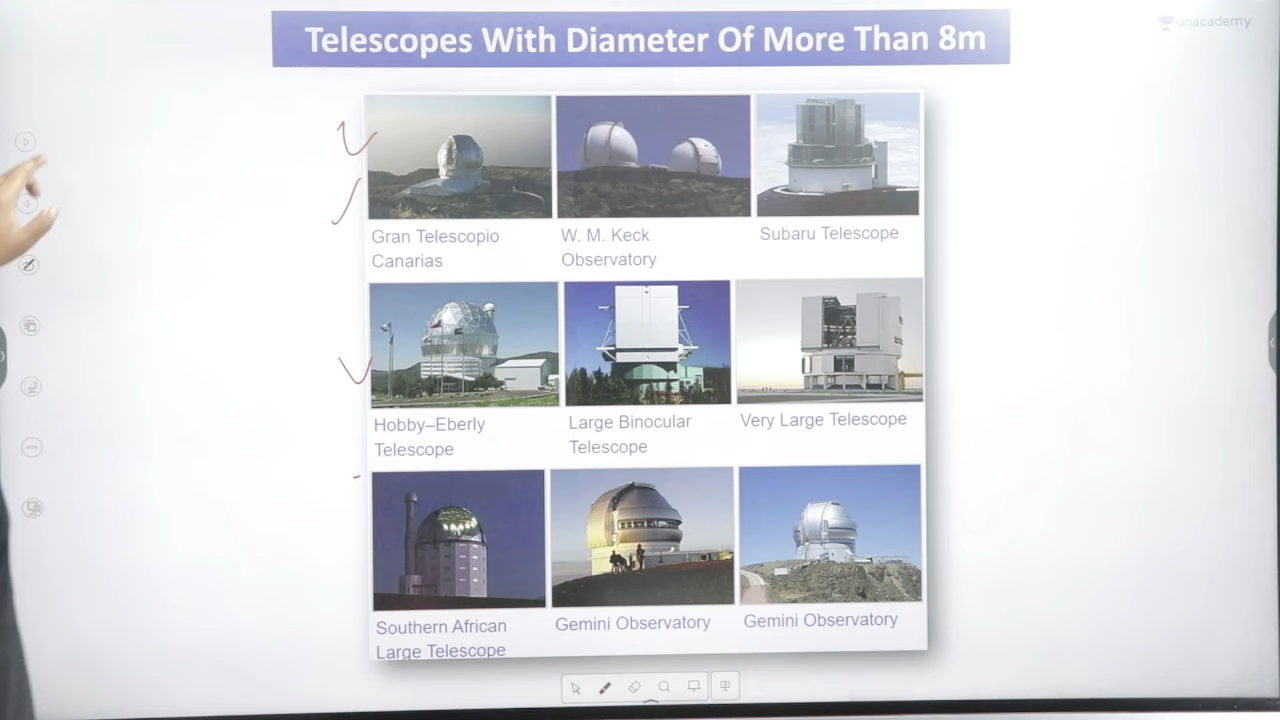 Telescopes With Diameter Of More Than 8m
unacademy
Gran Telescopio
Canarias
W. M. Keck
Observatory
Subaru Telescope
Hobby–Eberly
Telescope
Large Binocular
Telescope
Very Large Telescope
Southern African
Large Telescope
Gemini Observatory
Gemini Observatory